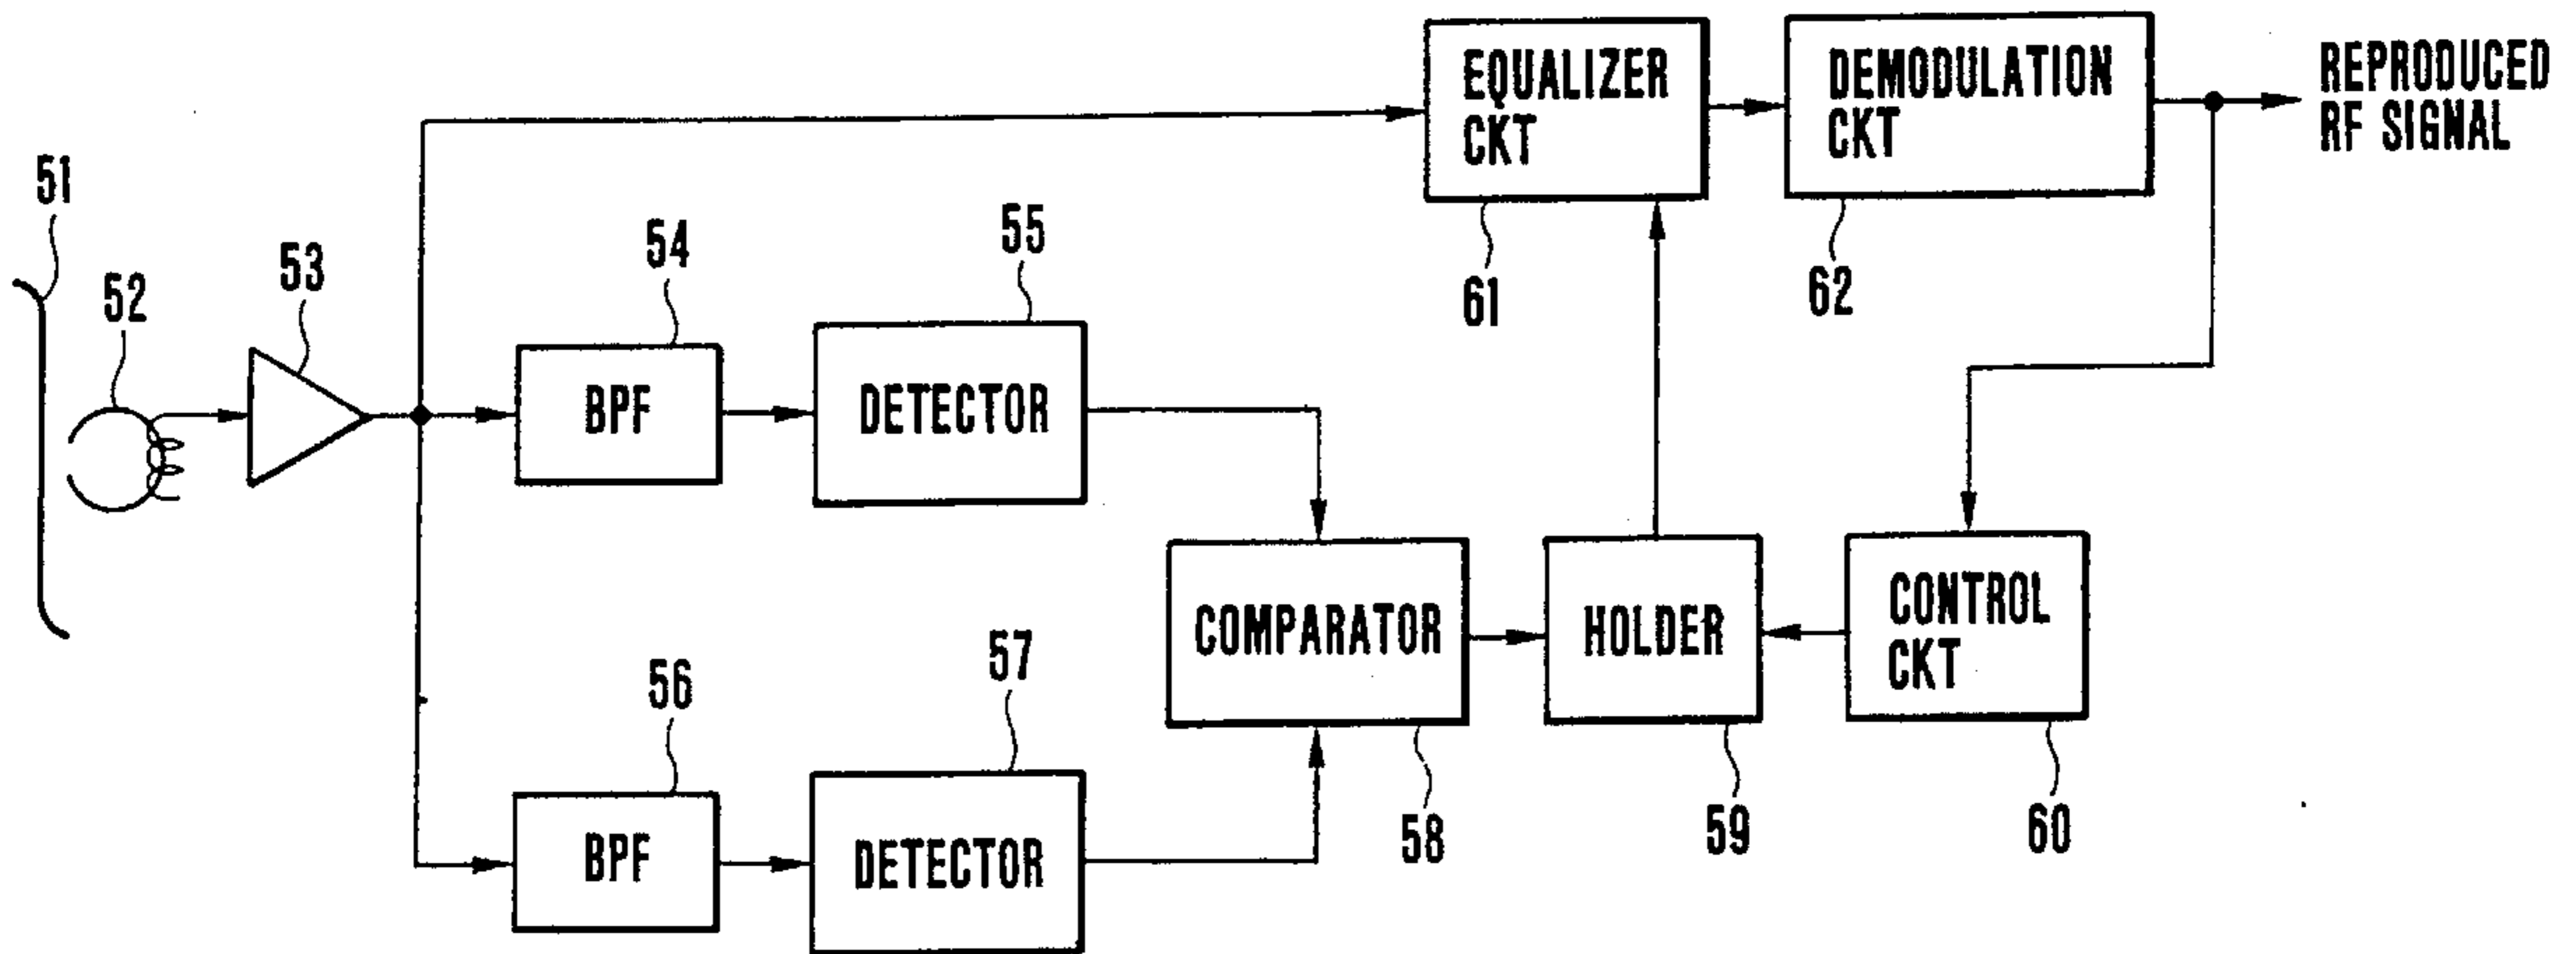 EQUALIZER
CKT
DEMODULATION
CKT
REPRODUCED
RF SIGNAL
51
52
53
54
55
61
62
BPF
DETECTOR
COMPARATOR
HOLDER
CONTROL
CKT
56
57
58
59
60
BPF
DETECTOR